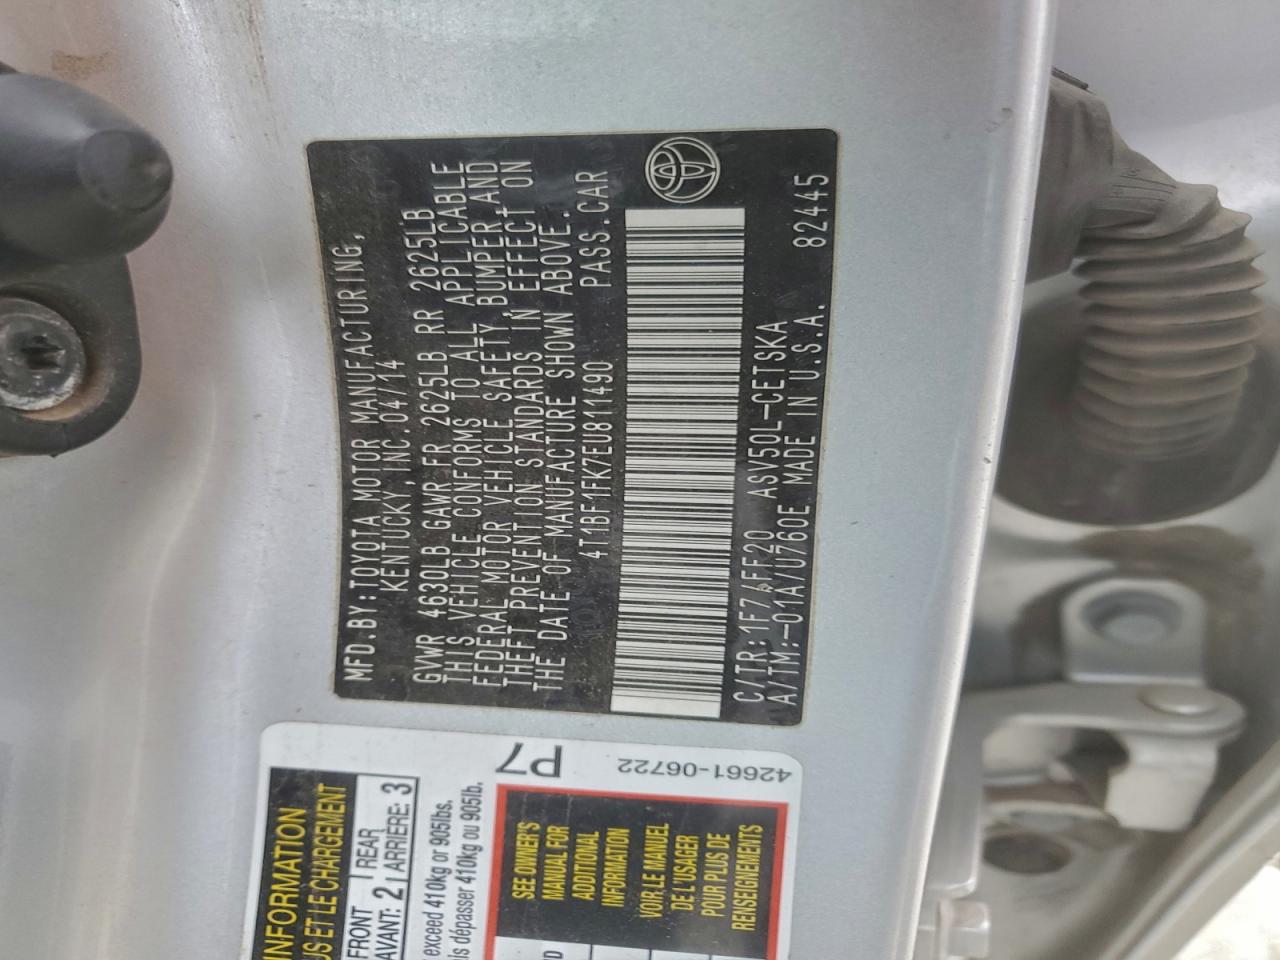 MFD.BY:TOYOTA MOTOR MANUFACTURING,
KENTUCKY, INC. 04/14
GVWR 4630LB GAWR FR 2625LB RR 2625LB
THIS VEHICLE CONFORMS TO ALL APPLICABLE
FEDERAL MOTOR VEHICLE SAFETY, BUMPER, AND
THEFT PREVENTION STANDARDS IN EFFECT ON
THE DATE OF MANUFACTURE SHOWN ABOVE.
4T1BF1FK7EU811490 PASS.CAR
C/TR:1F7/FF20 ASV50L-CETSKA
A/TM:-01A/U760E MADE IN U.S.A. 82445
P7
42661-06722
INFORMATION
ET LE CHARGEMENT
FRONT
AVANT: 2
REAR
ARRIÈRE: 3
exceed 410kg or 905lbs.
dépasser 410kg ou 905lb.
SEE OWNER'S
MANUAL FOR
ADDITIONAL
INFORMATION
VOIR LE MANUEL
DE L'USAGER
POUR PLUS DE
RENSEIGNEMENTS